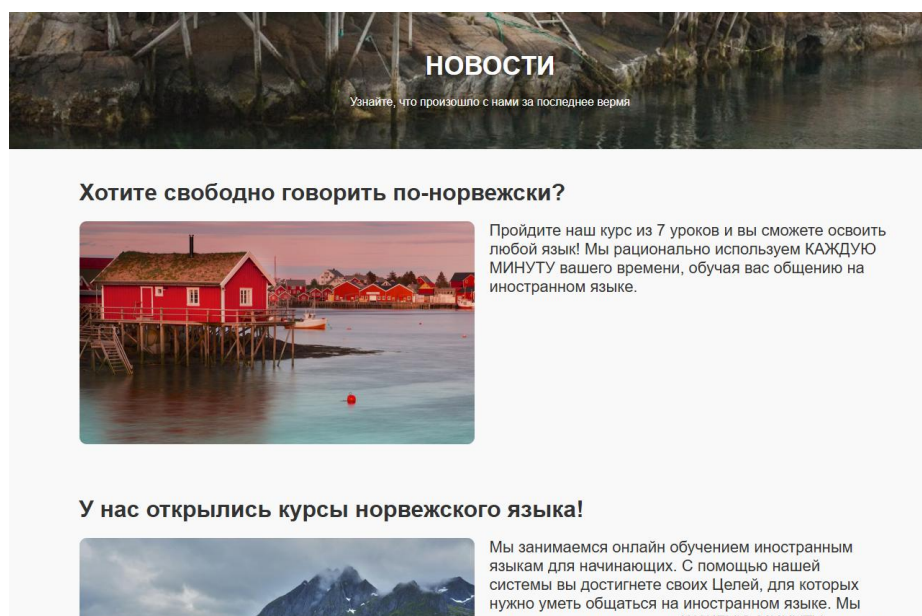 НОВОСТИ
Узнайте, что произошло с нами за последнее вермя
Хотите свободно говорить по-норвежски?
Пройдите наш курс из 7 уроков и вы сможете освоить
любой язык! Мы рационально используем КАЖДУЮ
МИНУТУ вашего времени, обучая вас общению на
иностранном языке.
У нас открылись курсы норвежского языка!
Мы занимаемся онлайн обучением иностранным
языкам для начинающих. С помощью нашей
системы вы достигнете своих Целей, для которых
нужно уметь общаться на иностранном языке. Мы